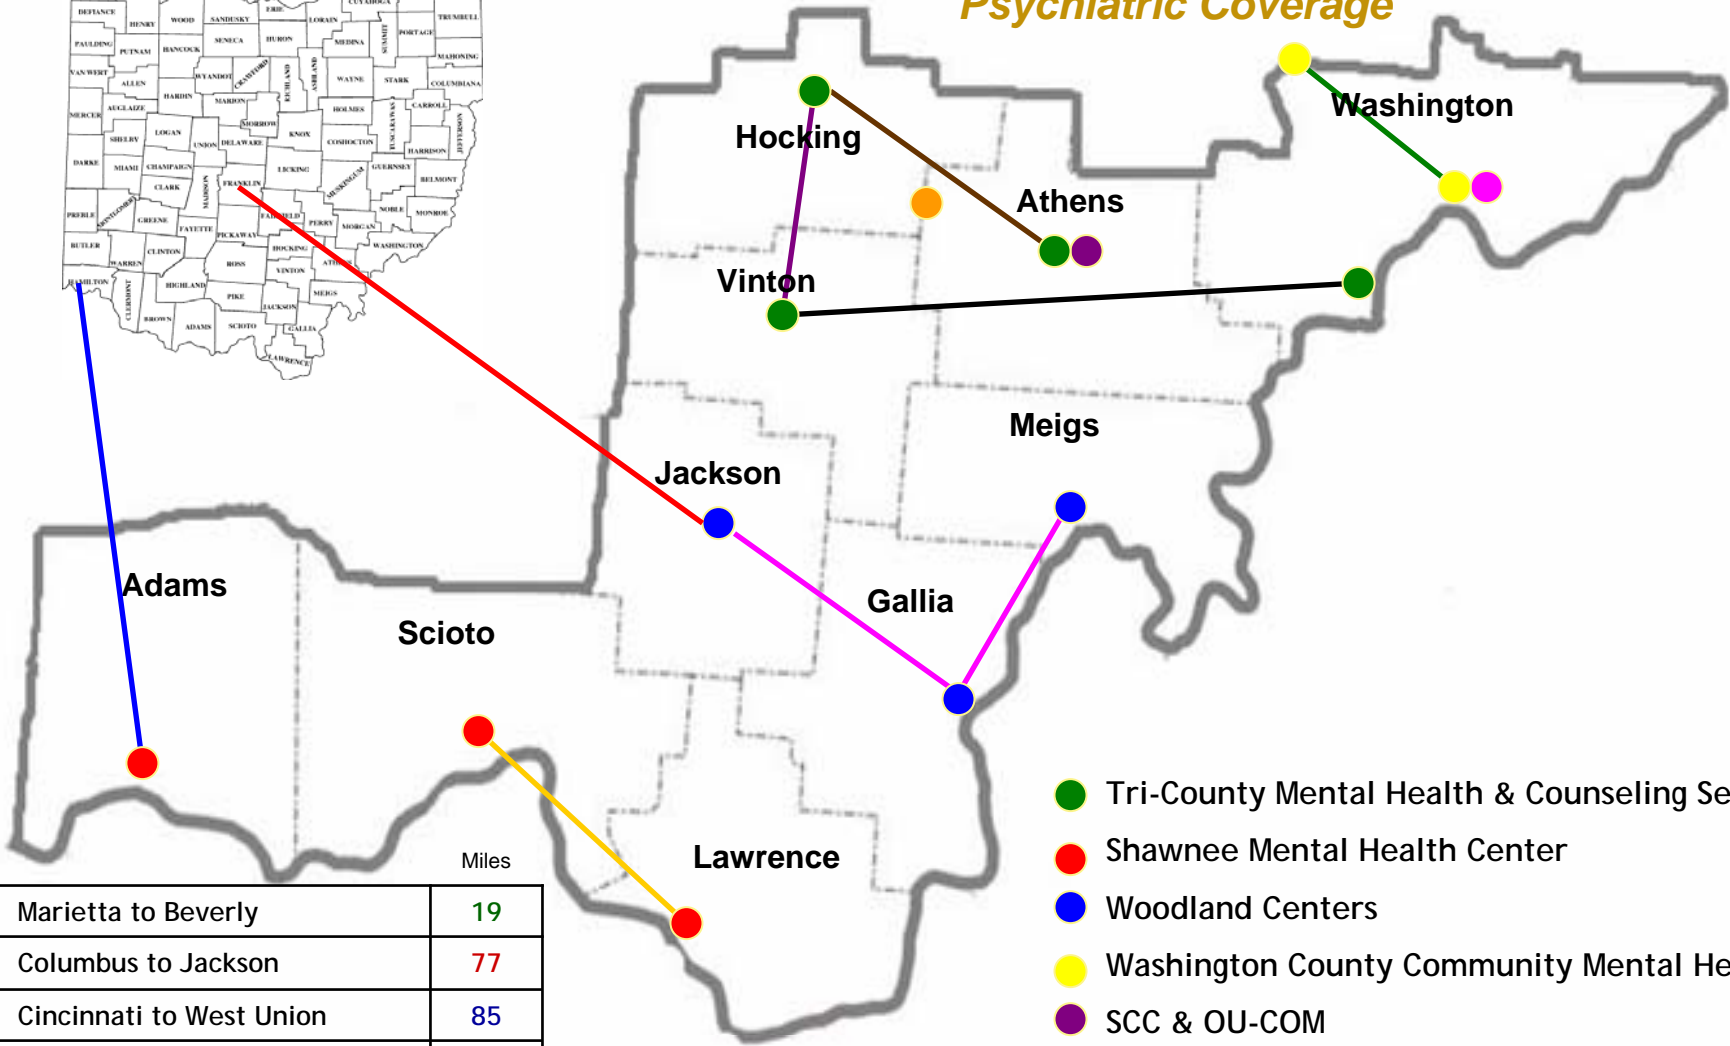 Psychiatric Coverage
CUYAHOGA
DEFIANCE
HENRY
WOOD
SANDUSKY
ERIE
LORAIN
TRUMBULL
SUMMIT
PORTAGE
PAULDING
PUTNAM
HANCOCK
SENECA
HURON
MEDINA
MAHONING
VAN WERT
ALLEN
WYANDOT
CRAWFORD
RICHLAND
ASHLAND
WAYNE
STARK
COLUMBIANA
HARDIN
MARION
MERCER
AUGLAIZE
MORROW
HOLMES
TUSCARAWAS
CARROLL
JEFFERSON
SHELBY
LOGAN
UNION
DELAWARE
KNOX
COSHOCTON
HARRISON
DARKE
MIAMI
CHAMPAIGN
CLARK
MADISON
FRANKLIN
LICKING
MUSKINGUM
GUERNSEY
BELMONT
PREBLE
MONTGOMERY
GREENE
FAYETTE
PICKAWAY
FAIRFIELD
PERRY
MORGAN
NOBLE
MONROE
BUTLER
WARREN
CLINTON
ROSS
HOCKING
ATHENS
WASHINGTON
HAMILTON
CLERMONT
HIGHLAND
PIKE
VINTON
JACKSON
MEIGS
BROWN
ADAMS
SCIOTO
GALLIA
LAWRENCE
Washington
Hocking
Athens
Vinton
Meigs
Jackson
Adams
Gallia
Scioto
Lawrence
Miles
Marietta to Beverly 19
Columbus to Jackson 77
Cincinnati to West Union 85
Tri-County Mental Health & Counseling Se
Shawnee Mental Health Center
Woodland Centers
Washington County Community Mental He
SCC & OU-COM